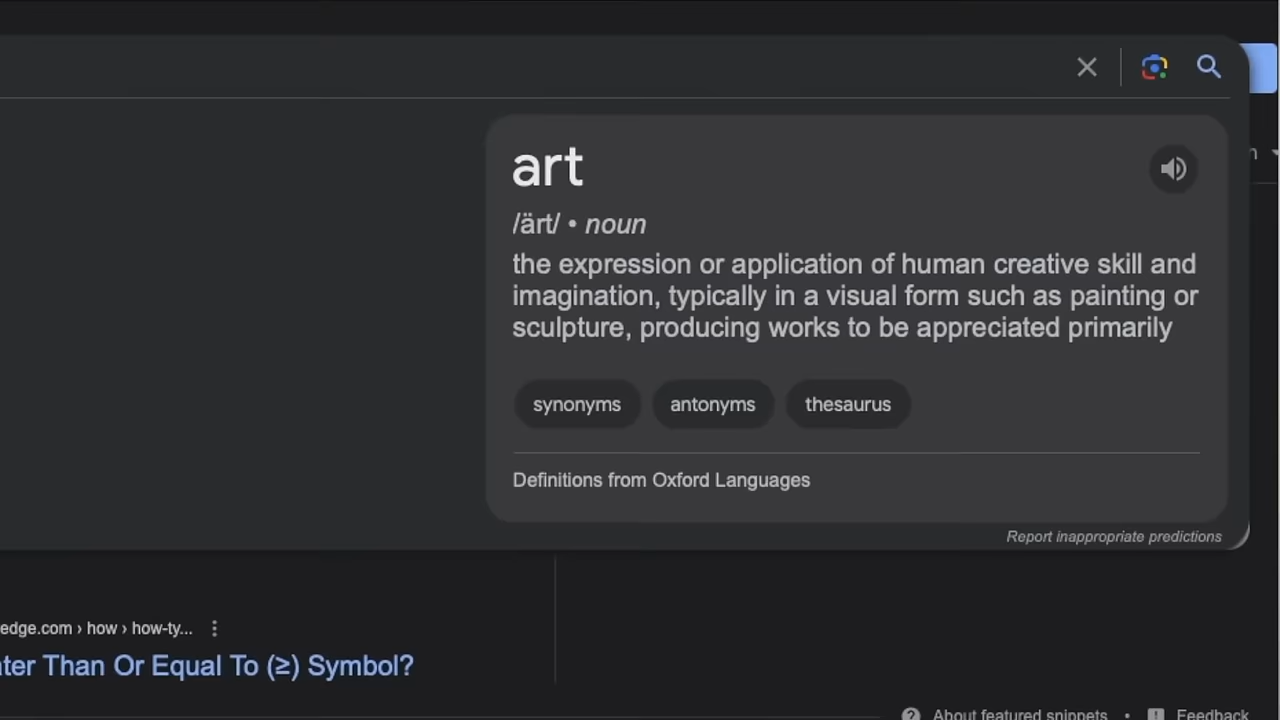 art
/ärt/ • noun
the expression or application of human creative skill and
imagination, typically in a visual form such as painting or
sculpture, producing works to be appreciated primarily
synonyms antonyms thesaurus
Definitions from Oxford Languages
Report inappropriate predictions
edge.com › how › how-ty...
ter Than Or Equal To (≥) Symbol?
About featured snippets • Feedback